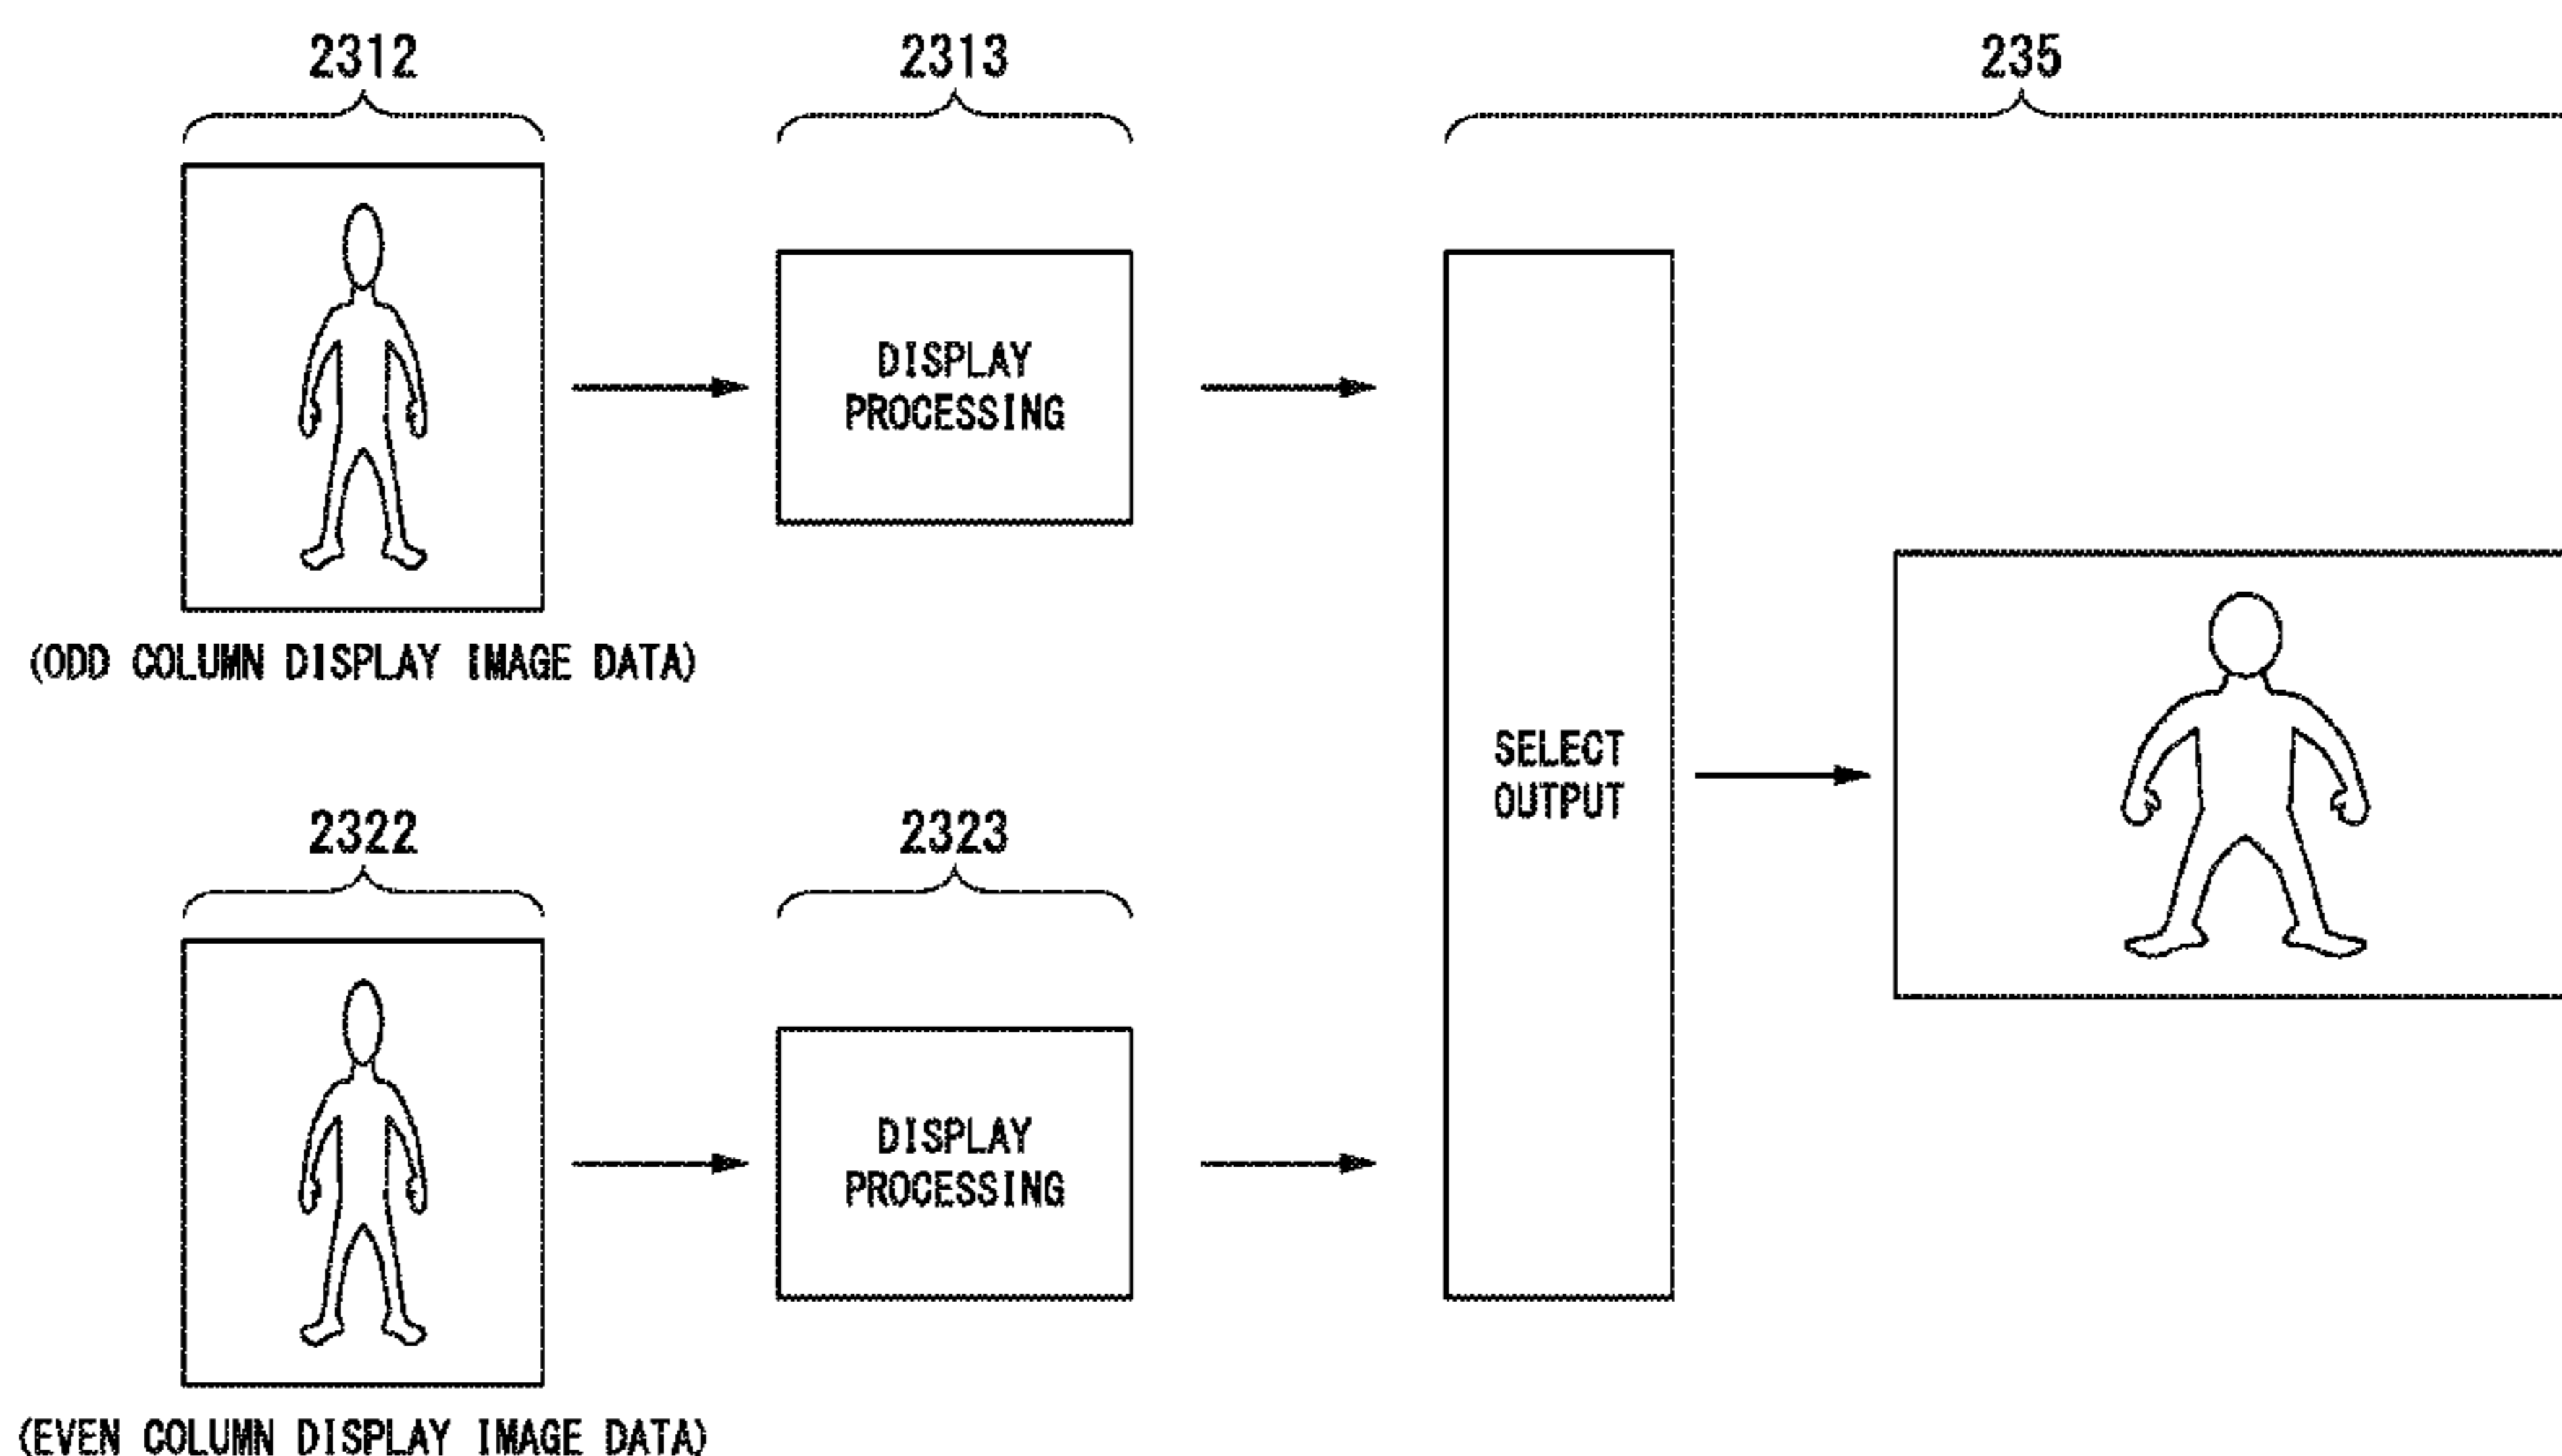 2312
2313
235
DISPLAY
PROCESSING
(ODD COLUMN DISPLAY IMAGE DATA)
SELECT
OUTPUT
2322
2323
DISPLAY
PROCESSING
(EVEN COLUMN DISPLAY IMAGE DATA)